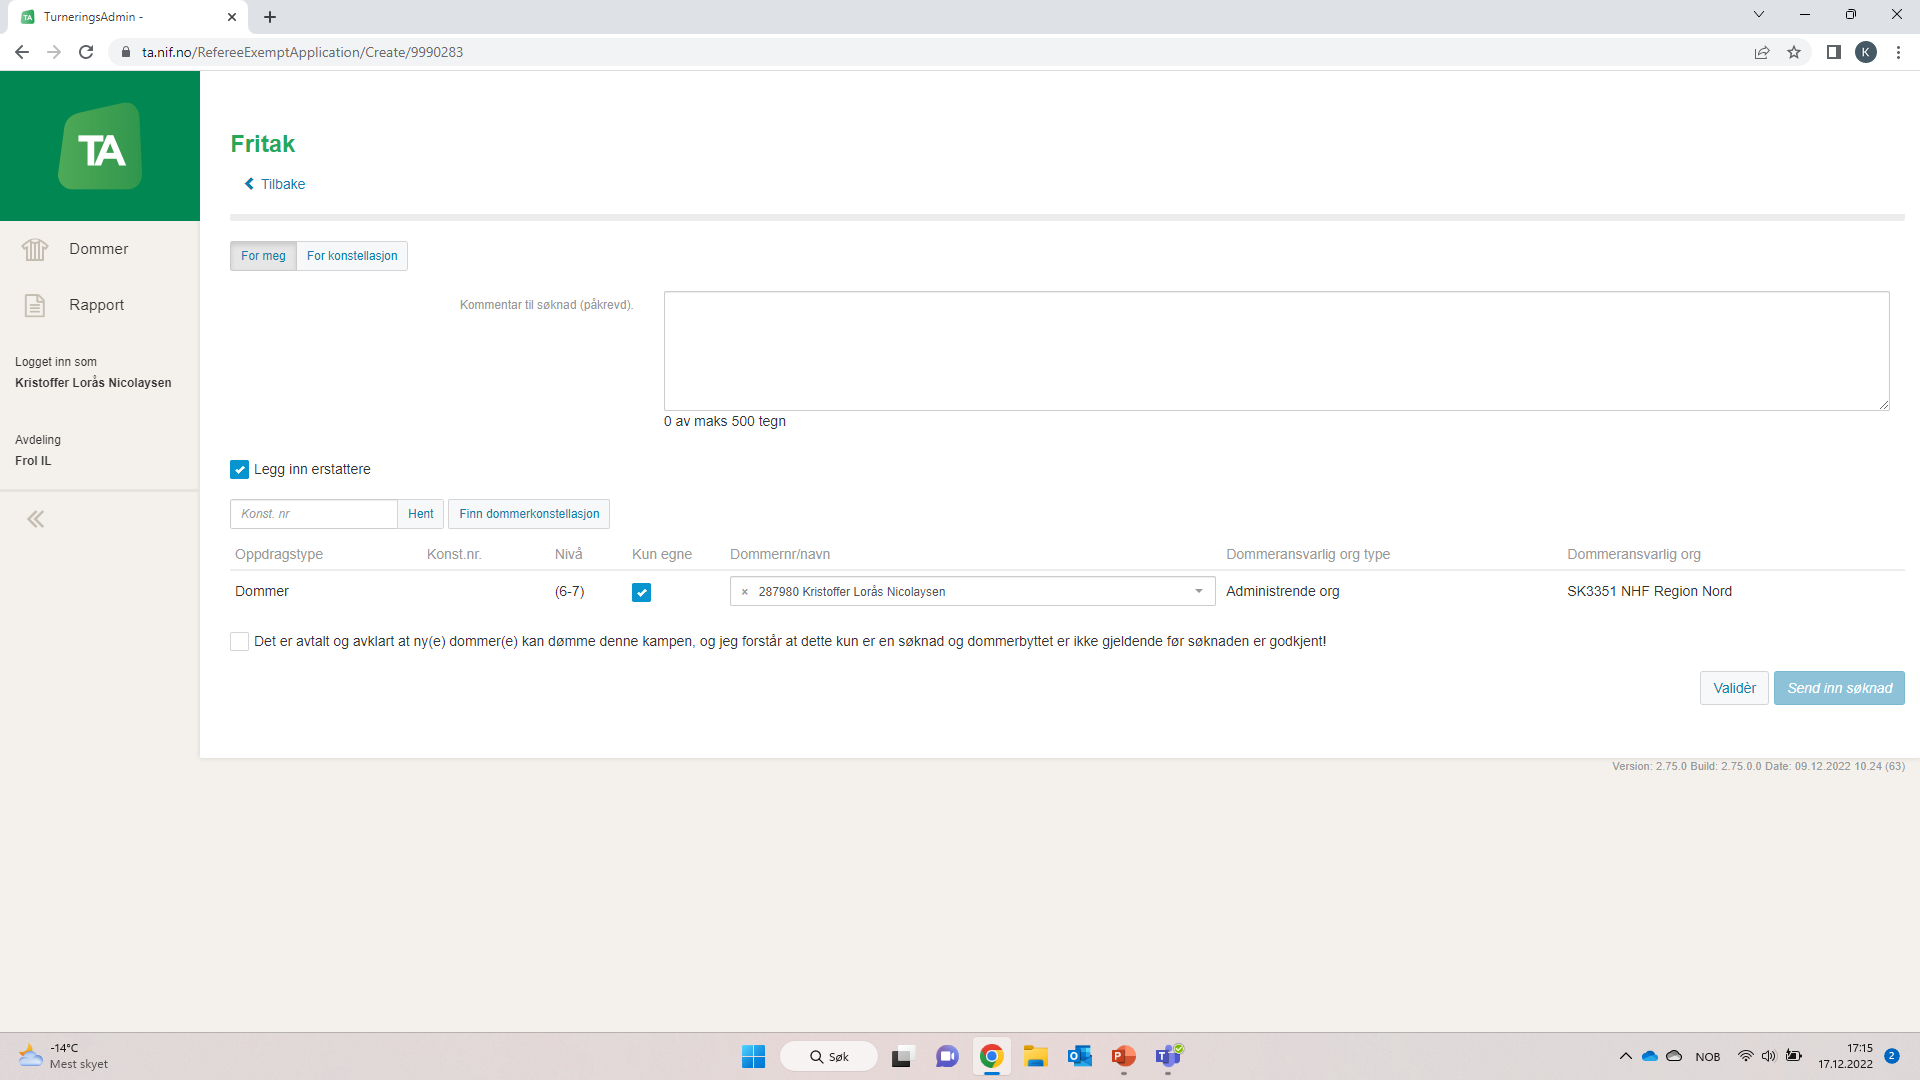 TurneringsAdmin -
ta.nif.no/RefereeExemptApplication/Create/9990283
K
TA
Dommer
Rapport
Logget inn som
Kristoffer Lorås Nicolaysen
Avdeling
Frol IL
Fritak
Tilbake
For meg For konstellasjon
Kommentar til søknad (påkrevd).
0 av maks 500 tegn
Legg inn erstattere
Konst. nr Hent Finn dommerkonstellasjon
Oppdragstype Konst.nr. Nivå Kun egne Dommernr/navn Dommeransvarlig org type Dommeransvarlig org
Dommer (6-7) × 287980 Kristoffer Lorås Nicolaysen Administrende org SK3351 NHF Region Nord
Det er avtalt og avklart at ny(e) dommer(e) kan dømme denne kampen, og jeg forstår at dette kun er en søknad og dommerbyttet er ikke gjeldende før søknaden er godkjent!
Validèr Send inn søknad
Version: 2.75.0 Build: 2.75.0.0 Date: 09.12.2022 10.24 (63)
-14°C
Mest skyet
Søk
NOB
17:15
17.12.2022
2